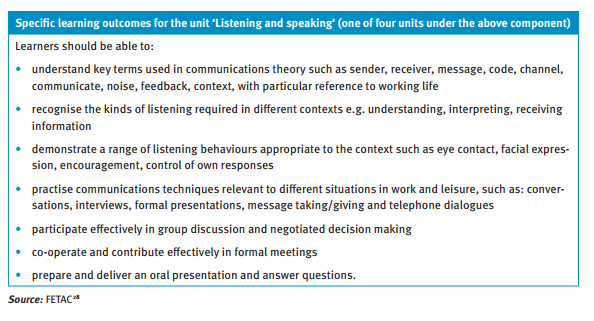 Specific learning outcomes for the unit ‘Listening and speaking’ (one of four units under the above component)
Learners should be able to:
• understand key terms used in communications theory such as sender, receiver, message, code, channel,
communicate, noise, feedback, context, with particular reference to working life
• recognise the kinds of listening required in different contexts e.g. understanding, interpreting, receiving
information
• demonstrate a range of listening behaviours appropriate to the context such as eye contact, facial expres-
sion, encouragement, control of own responses
• practise communications techniques relevant to different situations in work and leisure, such as: conver-
sations, interviews, formal presentations, message taking/giving and telephone dialogues
• participate effectively in group discussion and negotiated decision making
• co-operate and contribute effectively in formal meetings
• prepare and deliver an oral presentation and answer questions.
Source: FETAC²⁸